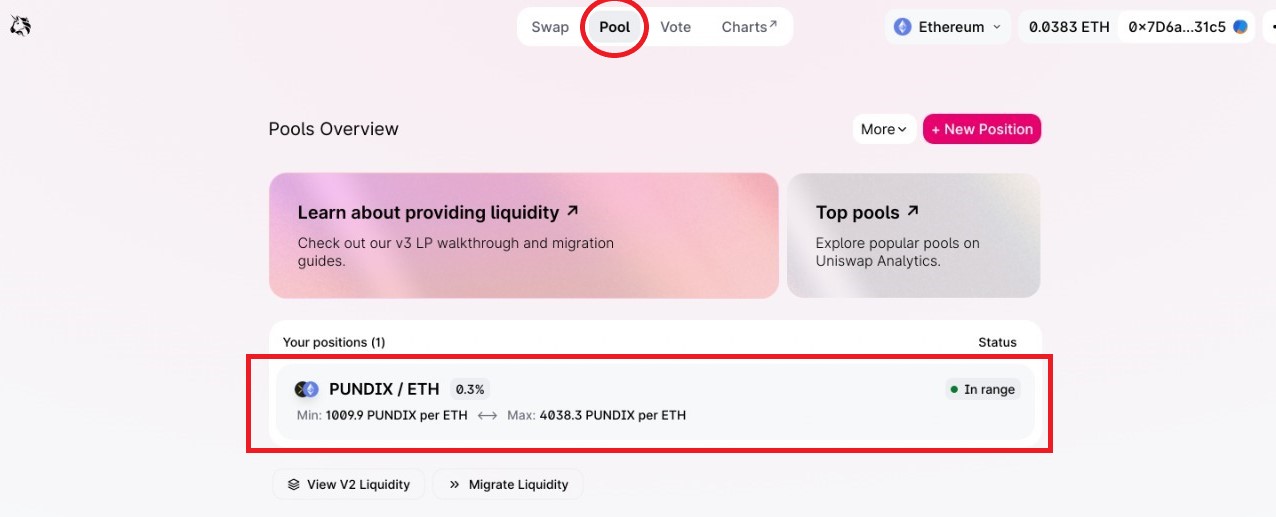 Swap Pool Vote Charts↗ Ethereum 0.0383 ETH 0x7D6a...31c5
Pools Overview More + New Position
Learn about providing liquidity ↗
Check out our v3 LP walkthrough and migration
guides.
Top pools ↗
Explore popular pools on
Uniswap Analytics.
Your positions (1) Status
PUNDIX / ETH 0.3% In range
Min: 1009.9 PUNDIX per ETH ⟷ Max: 4038.3 PUNDIX per ETH
View V2 Liquidity Migrate Liquidity